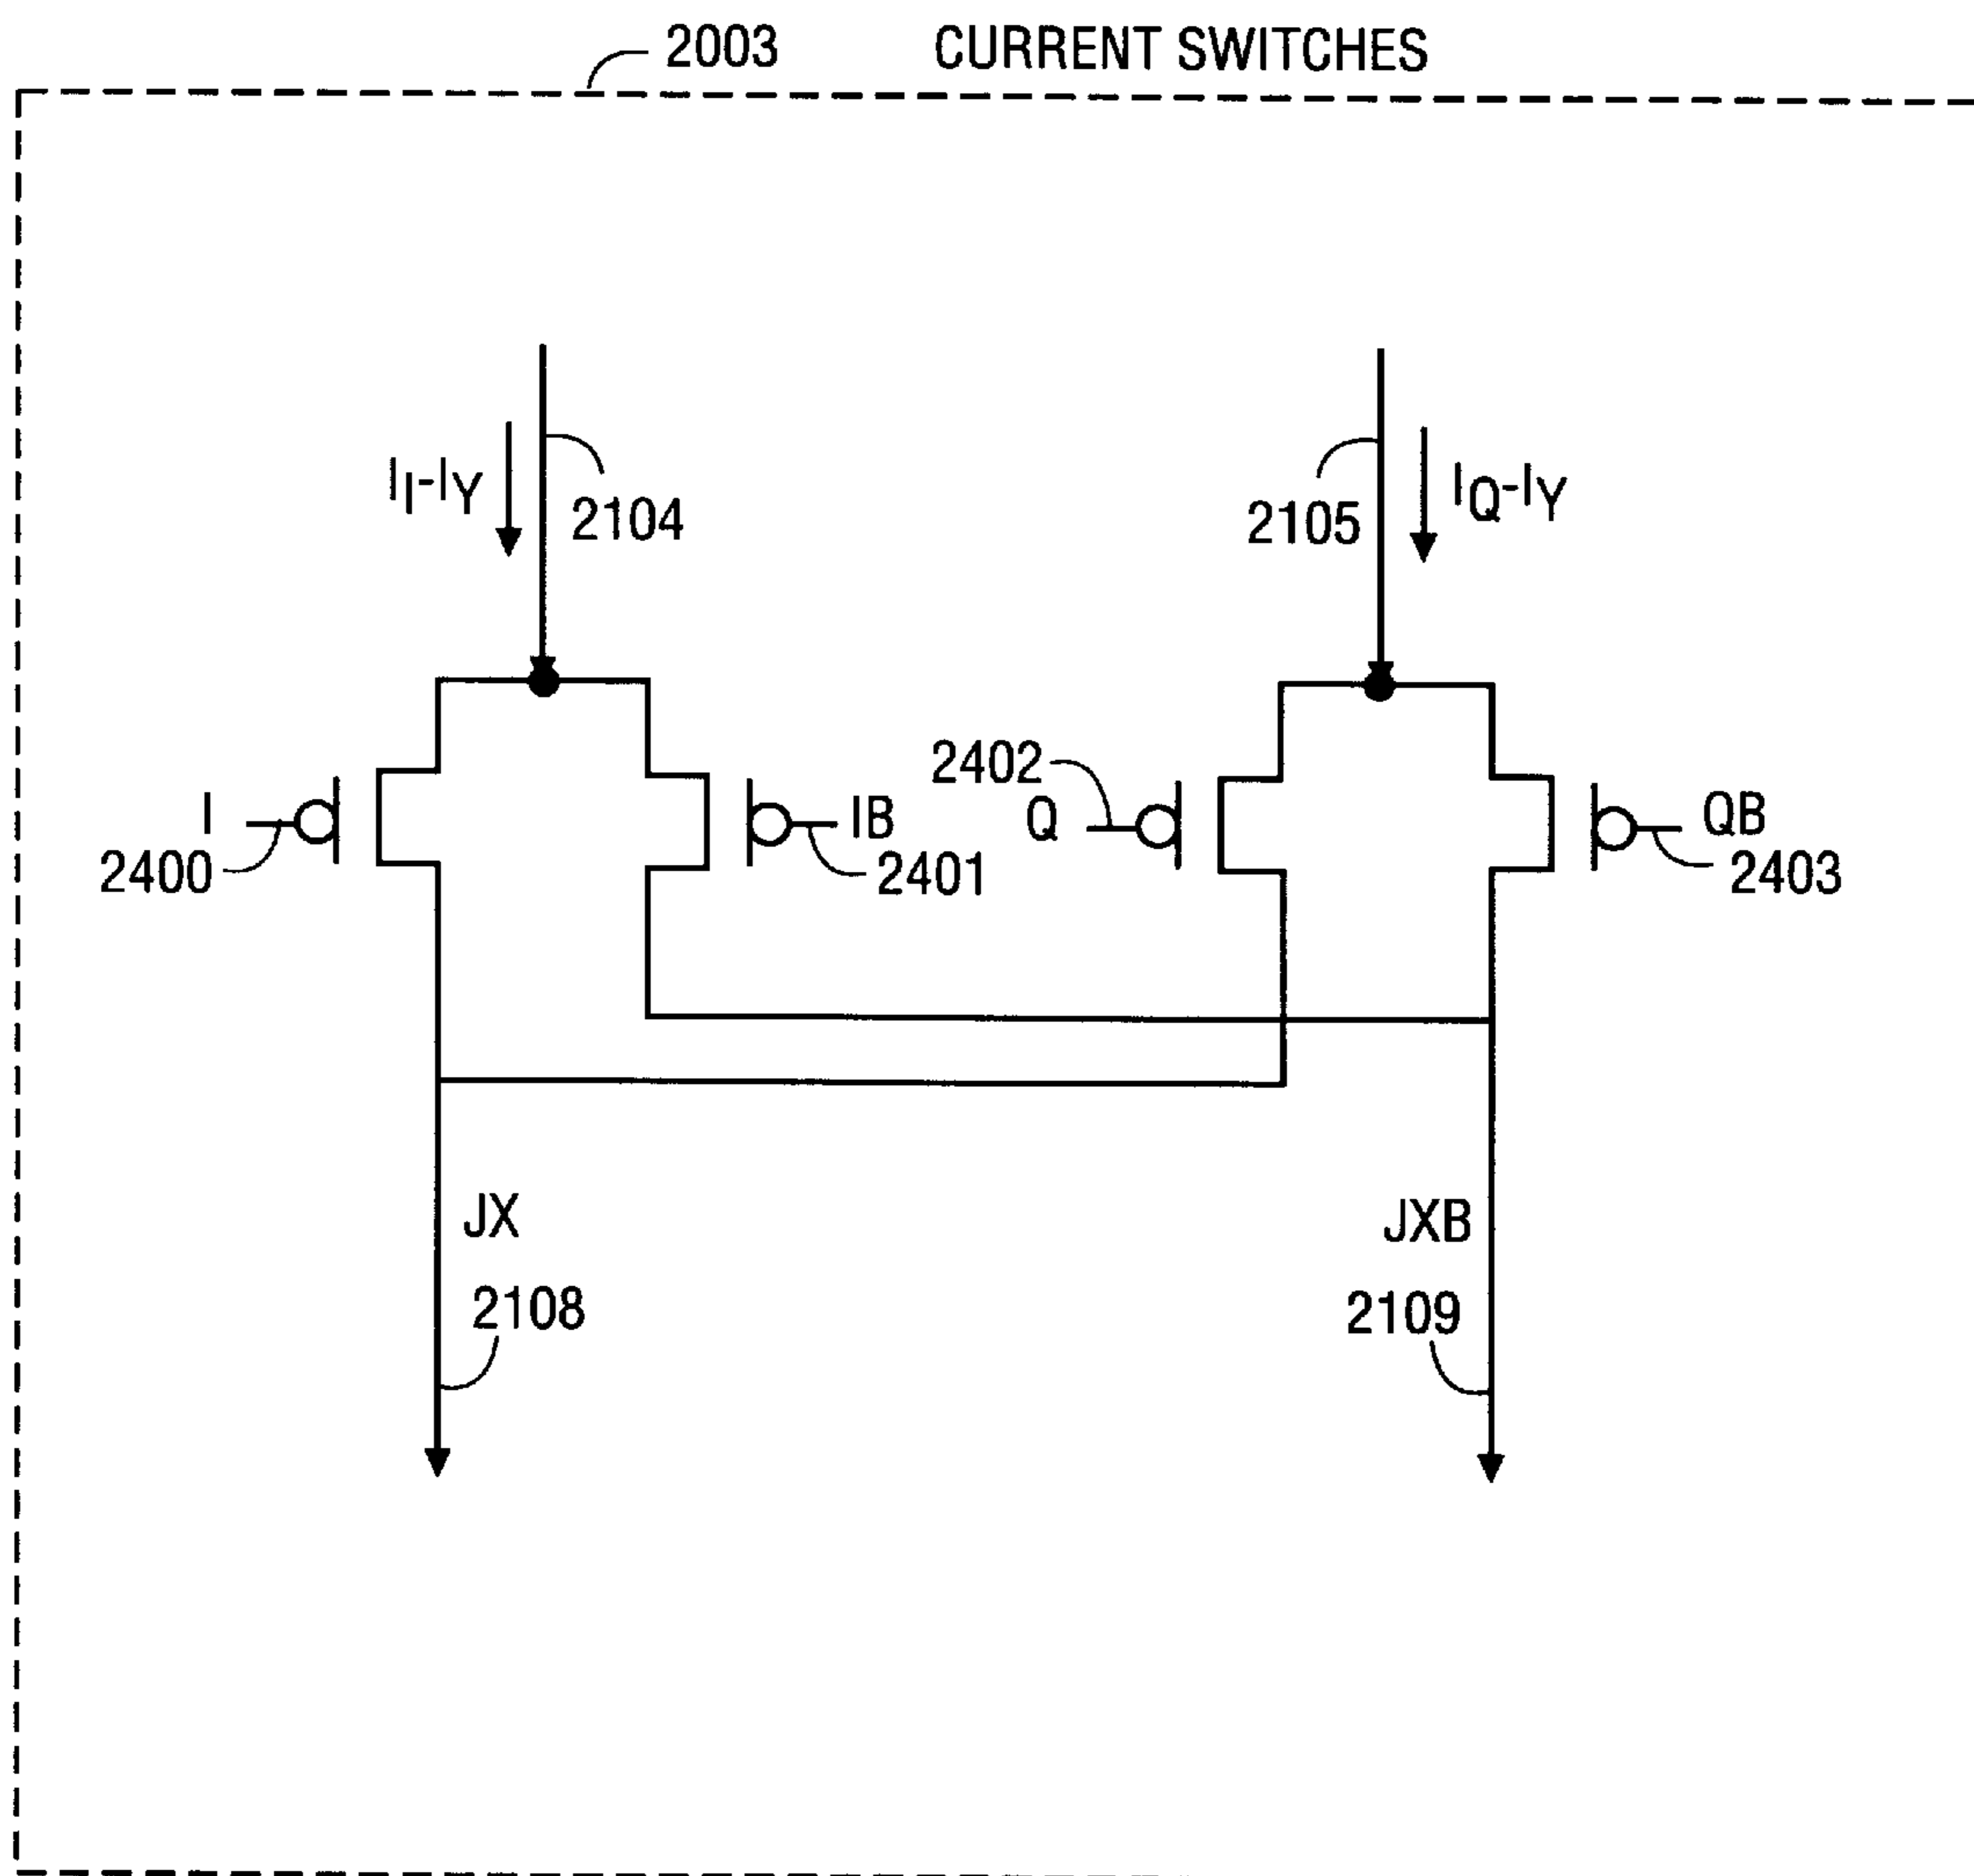 2003 CURRENT SWITCHES
II-IY
2104
2105
IQ-IY
I
2400
IB
2401
2402
Q
QB
2403
JX
2108
JXB
2109